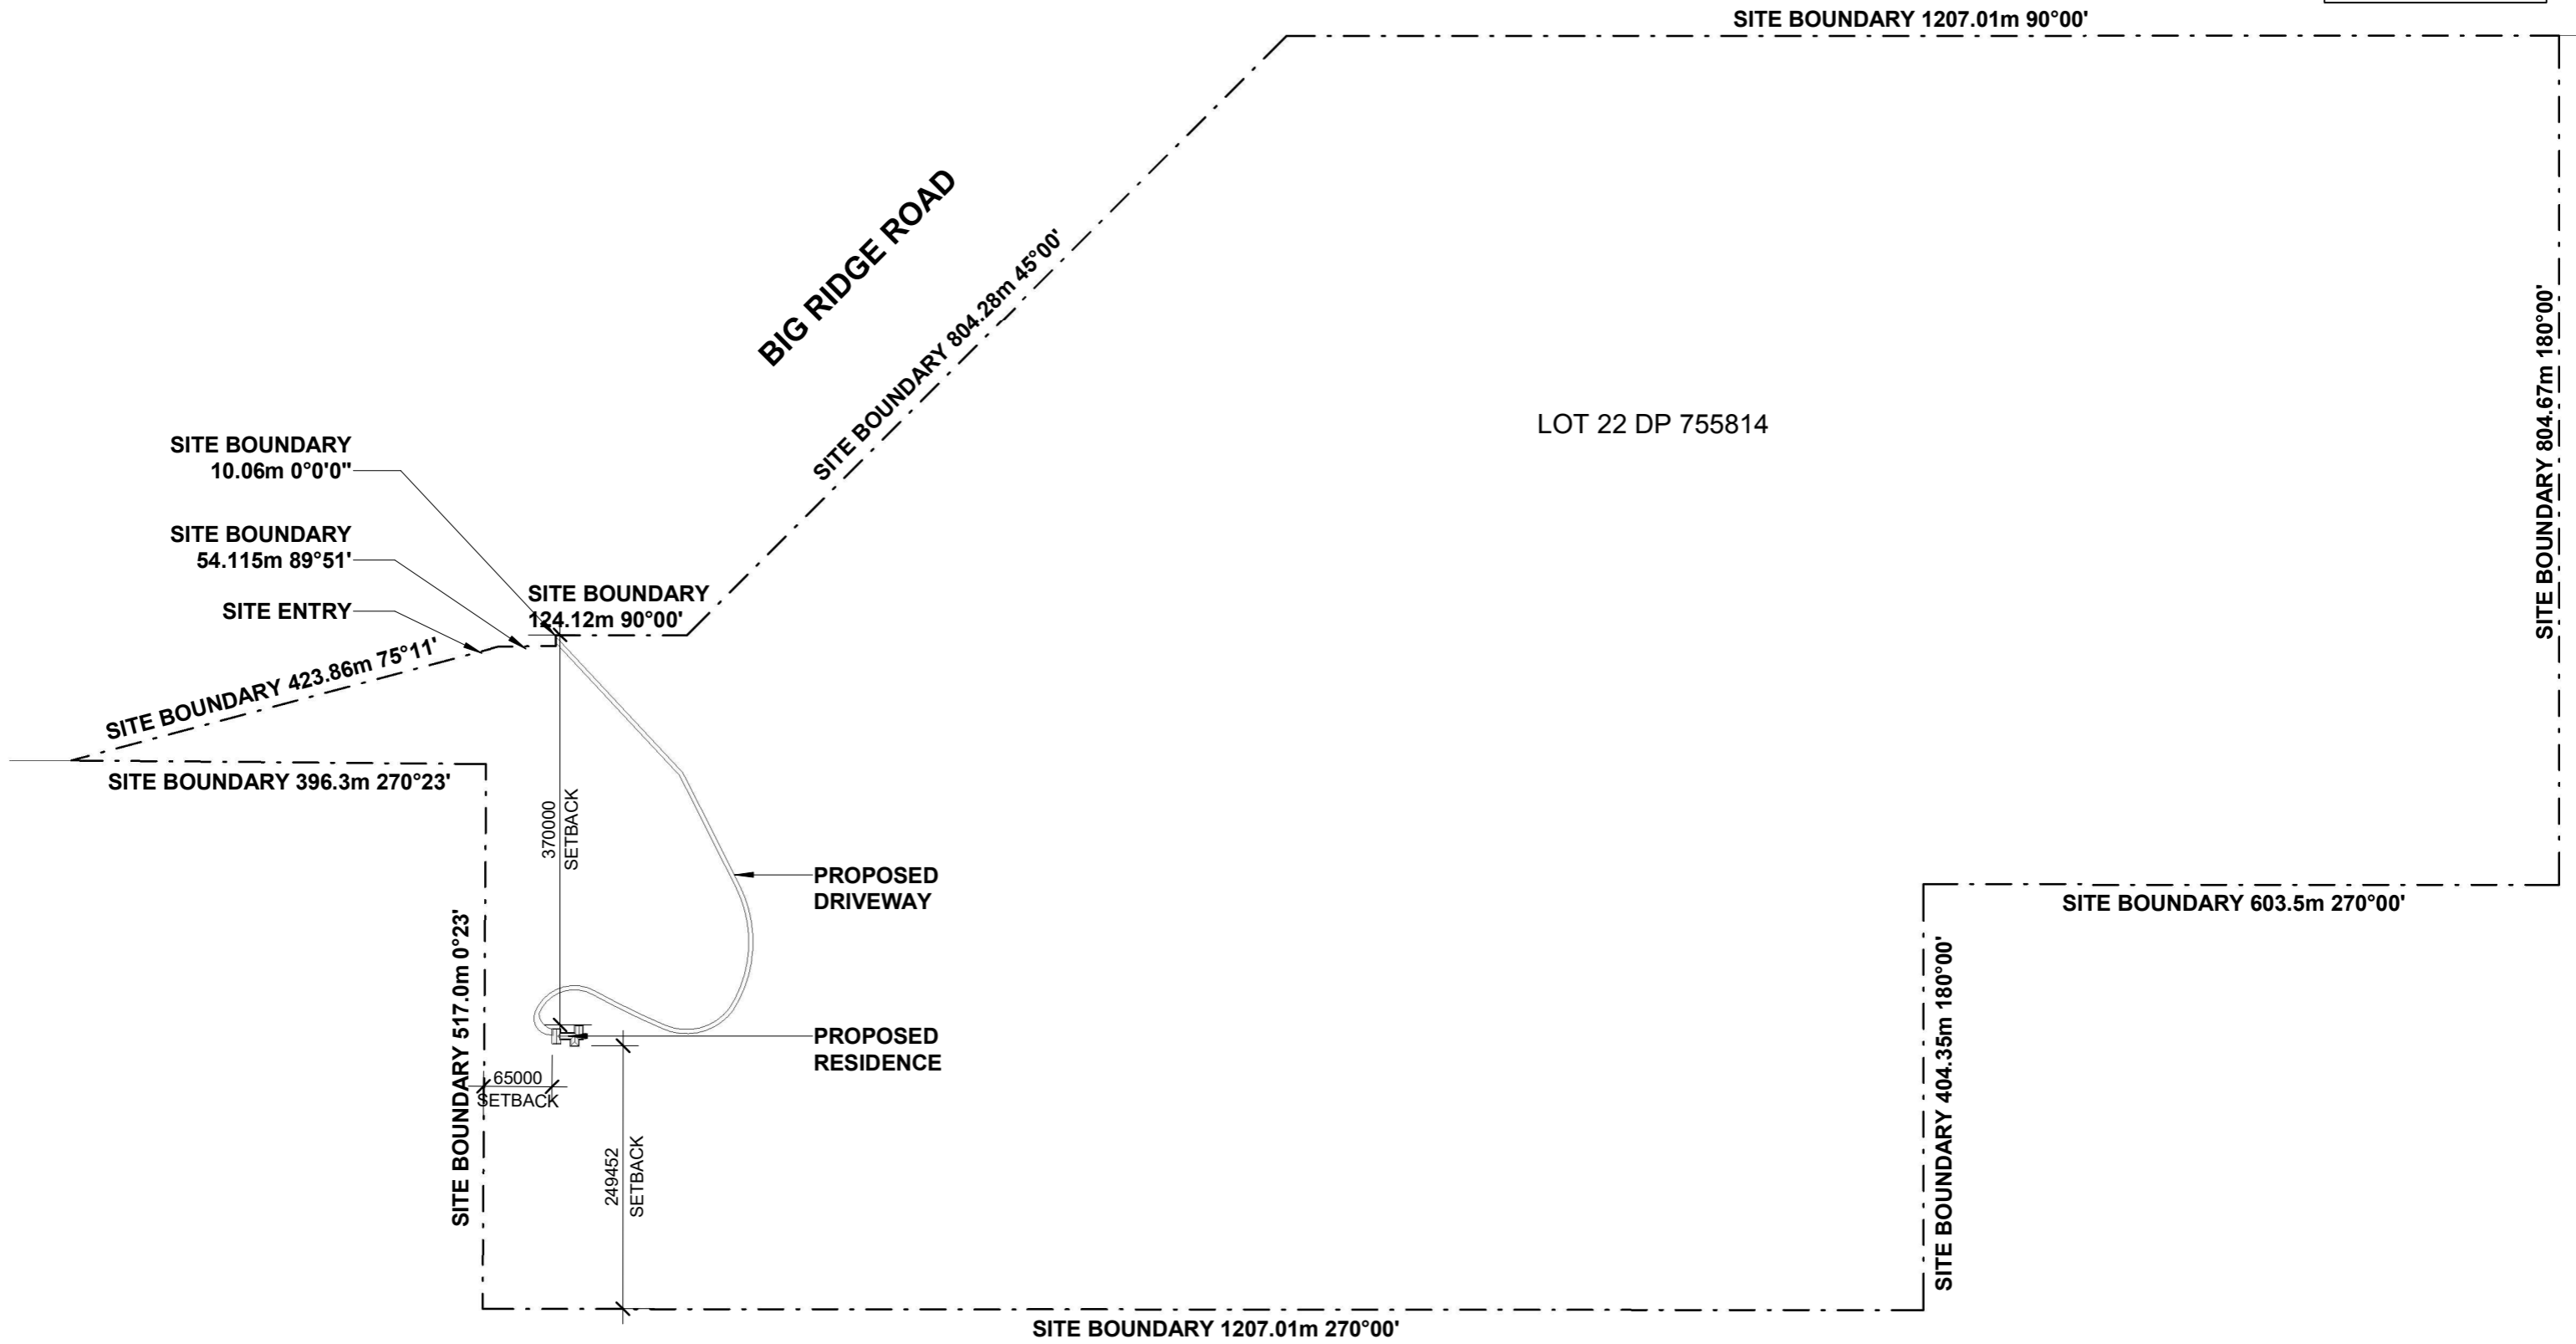 SITE BOUNDARY 1207.01m 90°00'
BIG RIDGE ROAD
SITE BOUNDARY 804.28m 45°00'
SITE BOUNDARY 804.67m 180°00'
LOT 22 DP 755814
SITE BOUNDARY
10.06m 0°0'0"
SITE BOUNDARY
54.115m 89°51'
SITE ENTRY
SITE BOUNDARY
124.12m 90°00'
SITE BOUNDARY 423.86m 75°11'
SITE BOUNDARY 396.3m 270°23'
370000
SETBACK
PROPOSED
DRIVEWAY
SITE BOUNDARY 603.5m 270°00'
SITE BOUNDARY 517.0m 0°23'
SITE BOUNDARY 404.35m 180°00'
PROPOSED
RESIDENCE
65000
SETBACK
249452
SETBACK
SITE BOUNDARY 1207.01m 270°00'